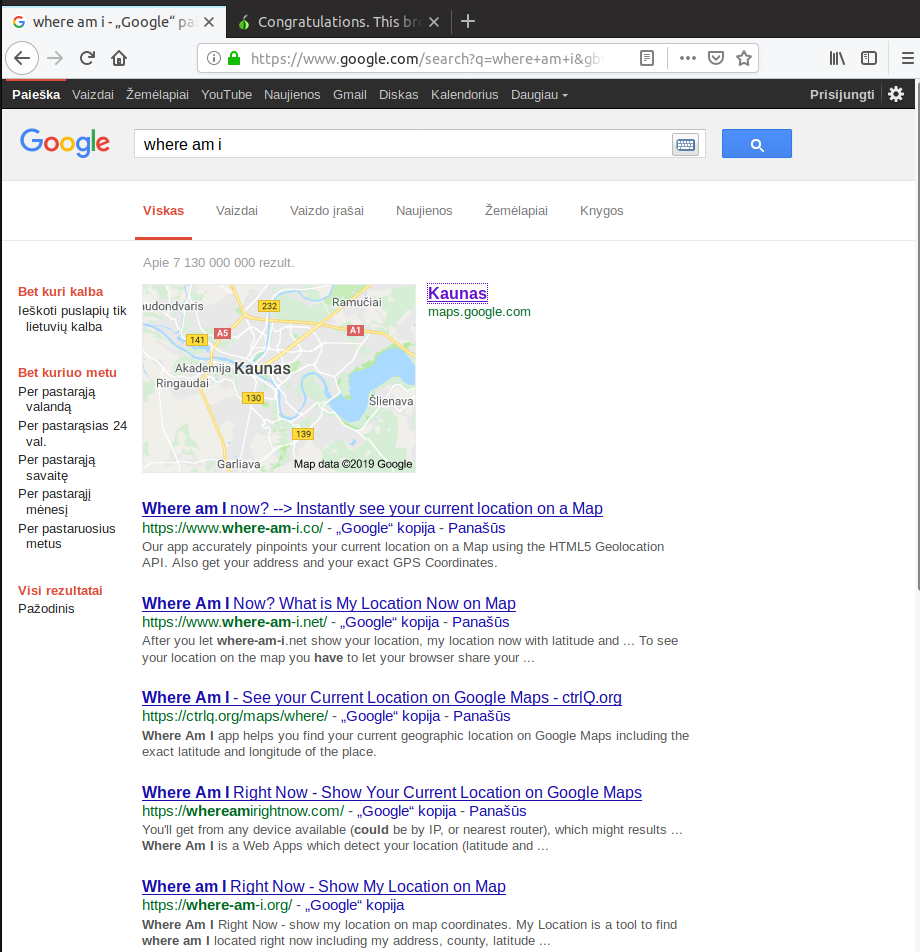 where am i - „Google“ pa
Congratulations. This br
https://www.google.com/search?q=where+am+i&gb
Paieška Vaizdai Žemėlapiai YouTube Naujienos Gmail Diskas Kalendorius Daugiau Prisijungti
Google
where am i
Viskas Vaizdai Vaizdo įrašai Naujienos Žemėlapiai Knygos
Apie 7 130 000 000 rezult.
Bet kuri kalba
Ieškoti puslapių tik
lietuvių kalba
Bet kuriuo metu
Per pastarąją
valandą
Per pastarąsias 24
val.
Per pastarąją
savaitę
Per pastarąjį
mėnesį
Per pastaruosius
metus
Visi rezultatai
Pažodinis
audondvaris
232
Ramučiai
A5
A1
141
Akademija
Kaunas
Ringaudai
130
Šlienava
139
Garliava
Map data ©2019 Google
Kaunas
maps.google.com
Where am I now? --> Instantly see your current location on a Map
https://www.where-am-i.co/ - „Google“ kopija - Panašūs
Our app accurately pinpoints your current location on a Map using the HTML5 Geolocation
API. Also get your address and your exact GPS Coordinates.
Where Am I Now? What is My Location Now on Map
https://www.where-am-i.net/ - „Google“ kopija - Panašūs
After you let where-am-i.net show your location, my location now with latitude and ... To see
your location on the map you have to let your browser share your ...
Where Am I - See your Current Location on Google Maps - ctrlQ.org
https://ctrlq.org/maps/where/ - „Google“ kopija - Panašūs
Where Am I app helps you find your current geographic location on Google Maps including the
exact latitude and longitude of the place.
Where Am I Right Now - Show Your Current Location on Google Maps
https://whereamirightnow.com/ - „Google“ kopija - Panašūs
You'll get from any device available (could be by IP, or nearest router), which might results ...
Where Am I is a Web Apps which detect your location (latitude and ...
Where am I Right Now - Show My Location on Map
https://where-am-i.org/ - „Google“ kopija
Where Am I Right Now - show my location on map coordinates. My Location is a tool to find
where am I located right now including my address, county, latitude ...